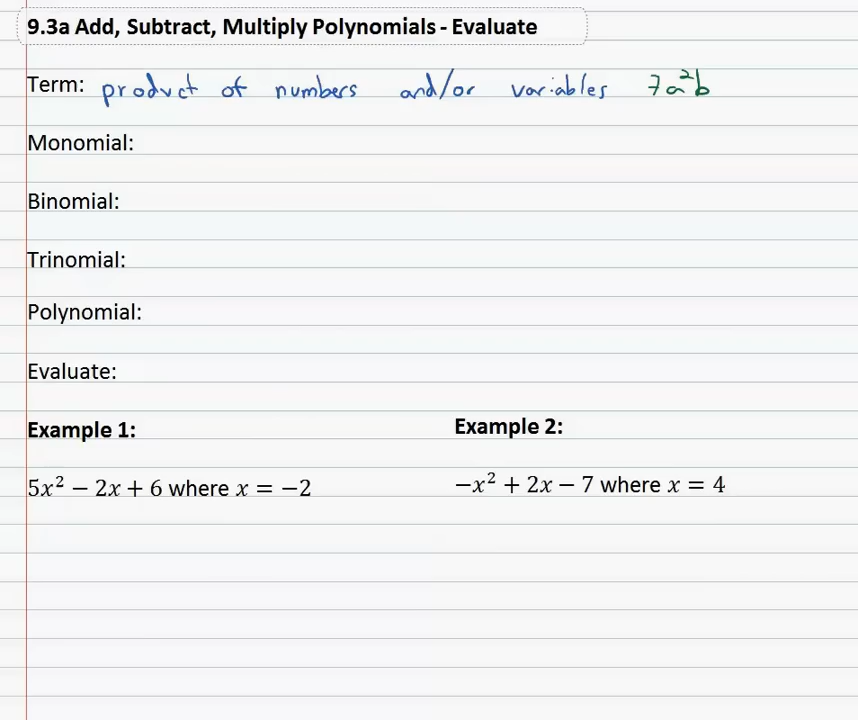 9.3a Add, Subtract, Multiply Polynomials - Evaluate
Term: product of numbers and/or variables 7a²b
Monomial:
Binomial:
Trinomial:
Polynomial:
Evaluate:
Example 1:
Example 2:
5x² − 2x + 6 where x = −2
−x² + 2x − 7 where x = 4